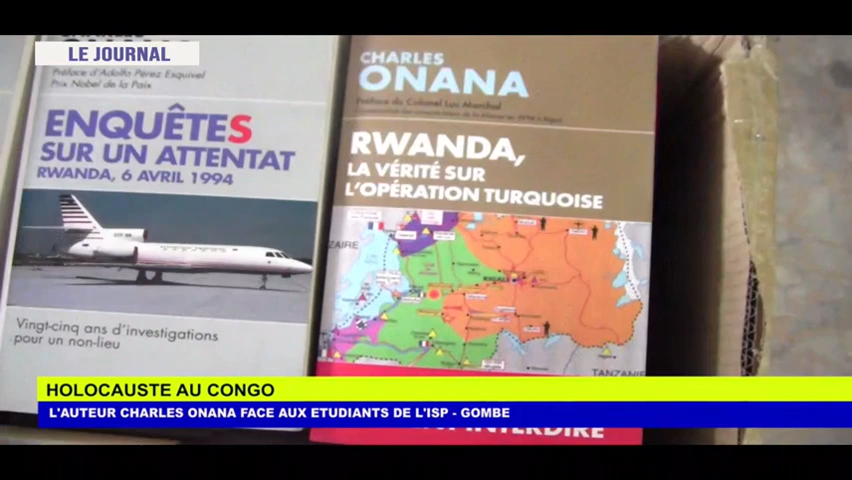 LE JOURNAL
ONANA
Préface d'Adolfo Pérez Esquivel
Prix Nobel de la Paix
ENQUÊTES
SUR UN ATTENTAT
RWANDA, 6 AVRIL 1994
Vingt-cinq ans d'investigations
pour un non-lieu
CHARLES
ONANA
Préface du Colonel Luc Marchal
RWANDA,
LA VÉRITÉ SUR
L'OPÉRATION TURQUOISE
ZAIRE
TANZANIE
HOLOCAUSTE AU CONGO
L'AUTEUR CHARLES ONANA FACE AUX ETUDIANTS DE L'ISP - GOMBE
INTERDIRE